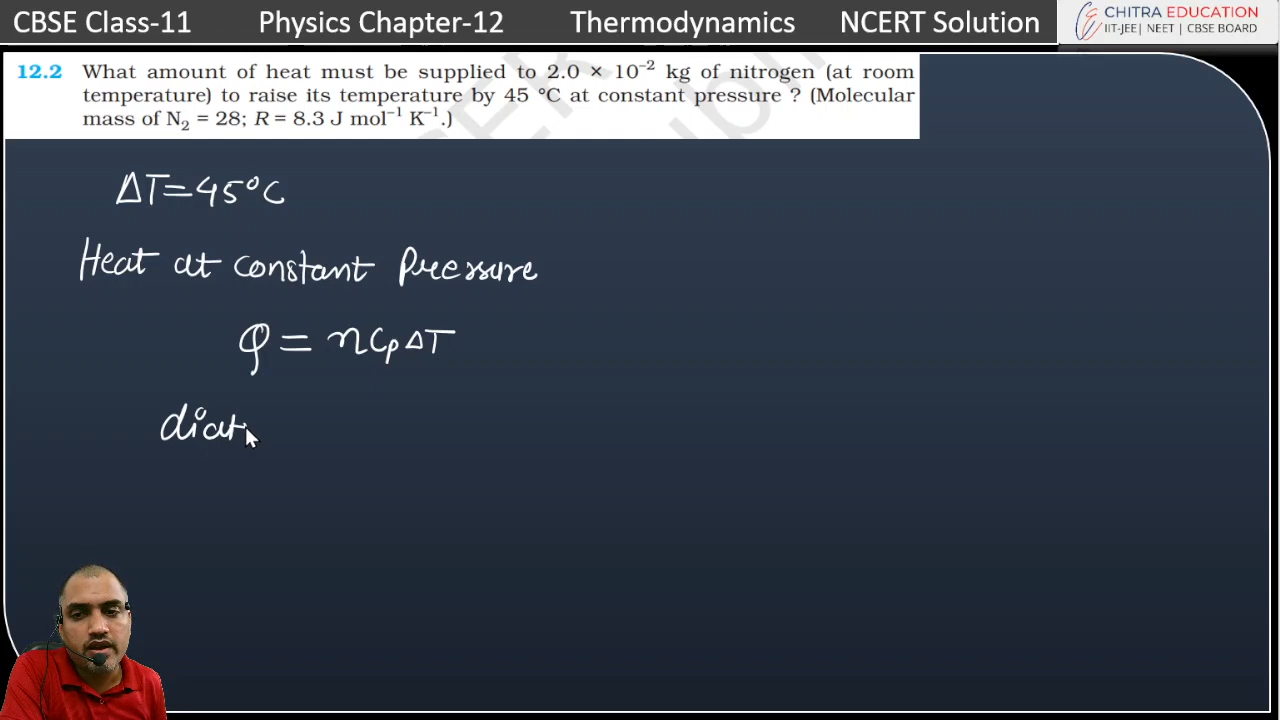 CBSE Class-11 Physics Chapter-12 Thermodynamics NCERT Solution
CHITRA EDUCATION
IIT-JEE| NEET | CBSE BOARD
12.2 What amount of heat must be supplied to 2.0 × 10⁻² kg of nitrogen (at room
temperature) to raise its temperature by 45 °C at constant pressure ? (Molecular
mass of N₂ = 28; R = 8.3 J mol⁻¹ K⁻¹.)
ΔT=45°C
Heat at constant Pressure
Q = nCpΔT
diat